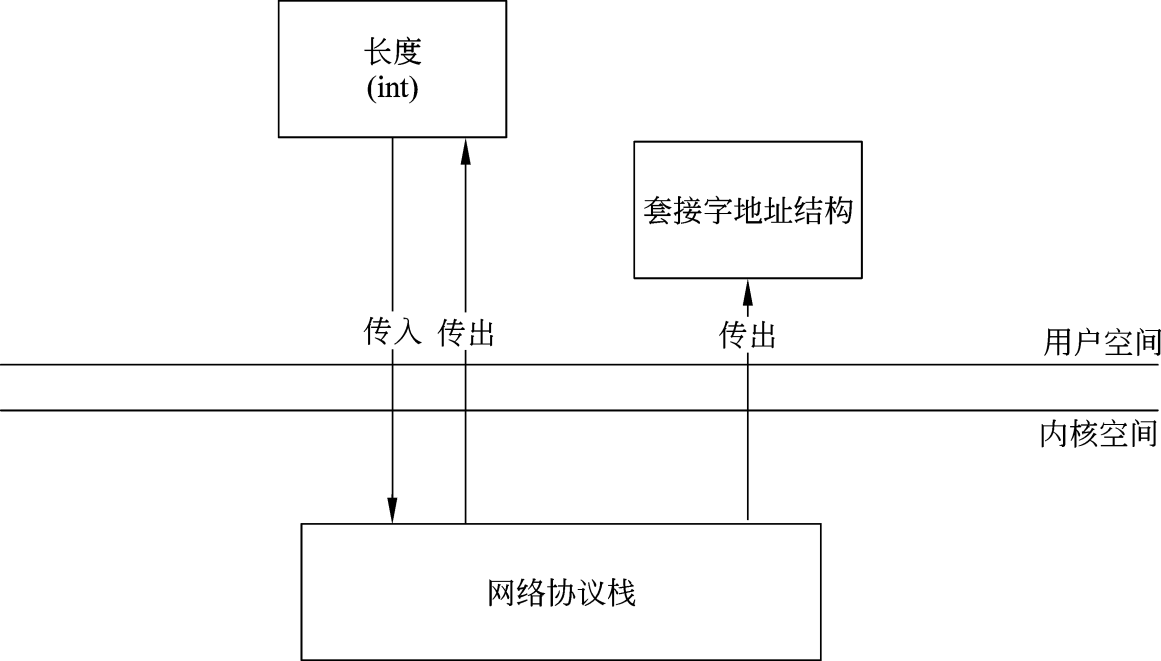 长度
(int)
套接字地址结构
传入
传出
传出
用户空间
内核空间
网络协议栈